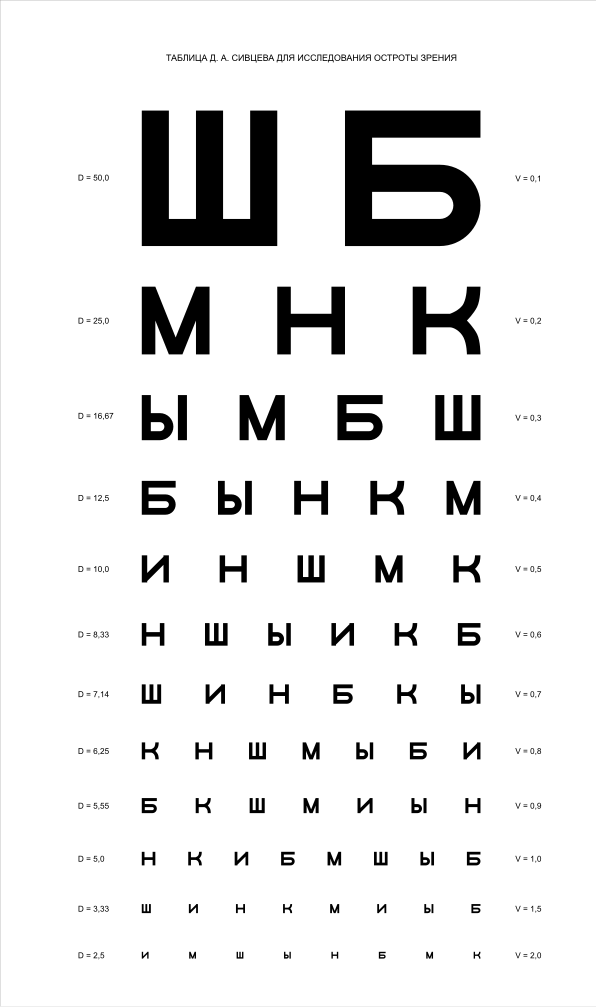 ТАБЛИЦА Д. А. СИВЦЕВА ДЛЯ ИССЛЕДОВАНИЯ ОСТРОТЫ ЗРЕНИЯ
D = 50,0 Ш Б V = 0,1
D = 25,0 М Н К V = 0,2
D = 16,67 Ы М Б Ш V = 0,3
D = 12,5 Б Ы Н К М V = 0,4
D = 10,0 И Н Ш М К V = 0,5
D = 8,33 Н Ш Ы И К Б V = 0,6
D = 7,14 Ш И Н Б К Ы V = 0,7
D = 6,25 К Н Ш М Ы Б И V = 0,8
D = 5,55 Б К Ш М И Ы Н V = 0,9
D = 5,0 Н К И Б М Ш Ы Б V = 1,0
D = 3,33 Ш И Н К М И Ы Б V = 1,5
D = 2,5 И М Ш Ы Н Б М К V = 2,0